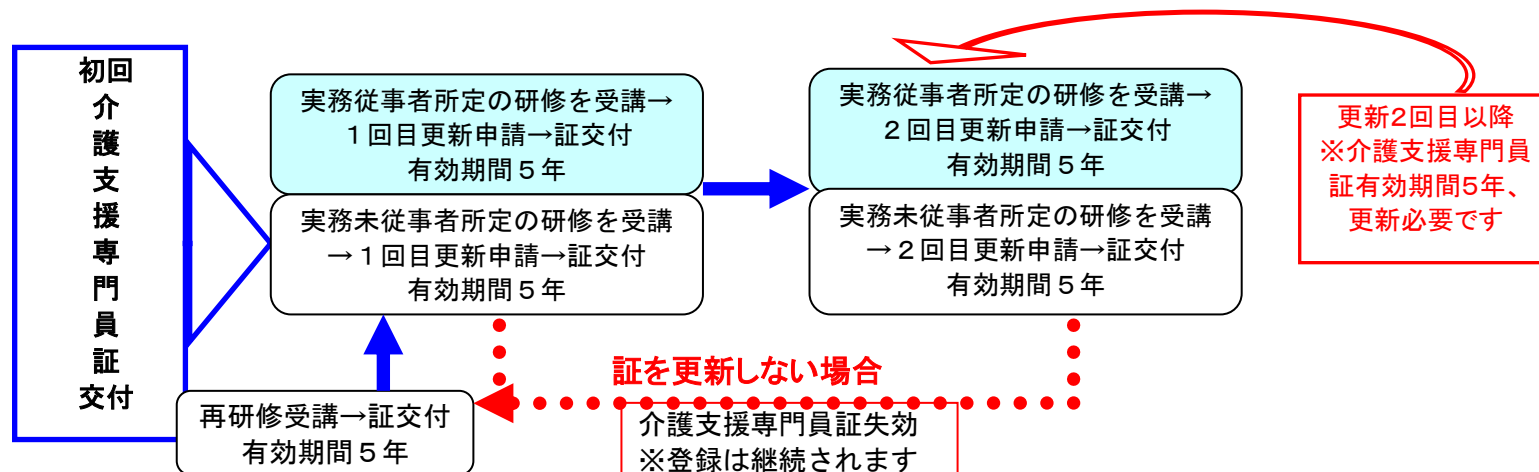 初回
介
護
支
援
専
門
員
証
交付
実務従事者所定の研修を受講→
１回目更新申請→証交付
有効期間５年
実務未従事者所定の研修を受講
→１回目更新申請→証交付
有効期間５年
実務従事者所定の研修を受講→
２回目更新申請→証交付
有効期間５年
実務未従事者所定の研修を受講
→２回目更新申請→証交付
有効期間５年
更新2回目以降
※介護支援専門員
証有効期間5年、
更新必要です
証を更新しない場合
再研修受講→証交付
有効期間５年
介護支援専門員証失効
※登録は継続されます